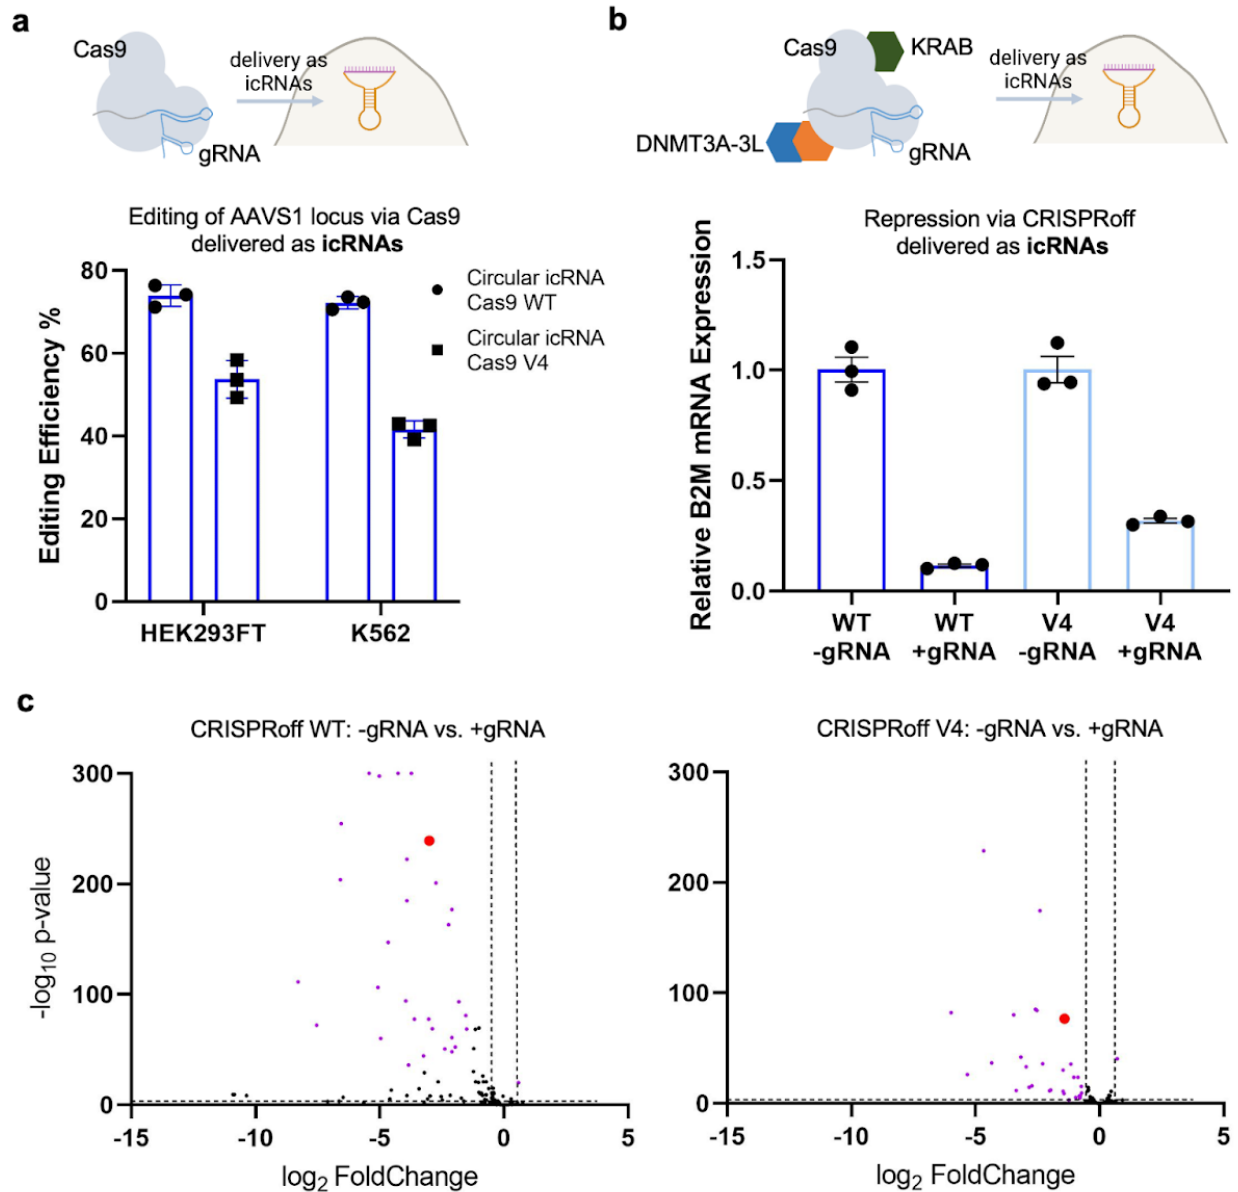 a
Cas9
delivery as
icRNAs
gRNA
Editing of AAVS1 locus via Cas9
delivered as icRNAs
Editing Efficiency %
80
60
40
20
0
HEK293FT
K562
Circular icRNA
Cas9 WT
Circular icRNA
Cas9 V4
b
Cas9
KRAB
delivery as
icRNAs
DNMT3A-3L
gRNA
Repression via CRISPRoff
delivered as icRNAs
Relative B2M mRNA Expression
1.5
1.0
0.5
0.0
WT
-gRNA
WT
+gRNA
V4
-gRNA
V4
+gRNA
c
CRISPRoff WT: -gRNA vs. +gRNA
-log10 p-value
300
200
100
0
-15
-10
-5
0
5
log2 FoldChange
CRISPRoff V4: -gRNA vs. +gRNA
300
200
100
0
-15
-10
-5
0
5
log2 FoldChange